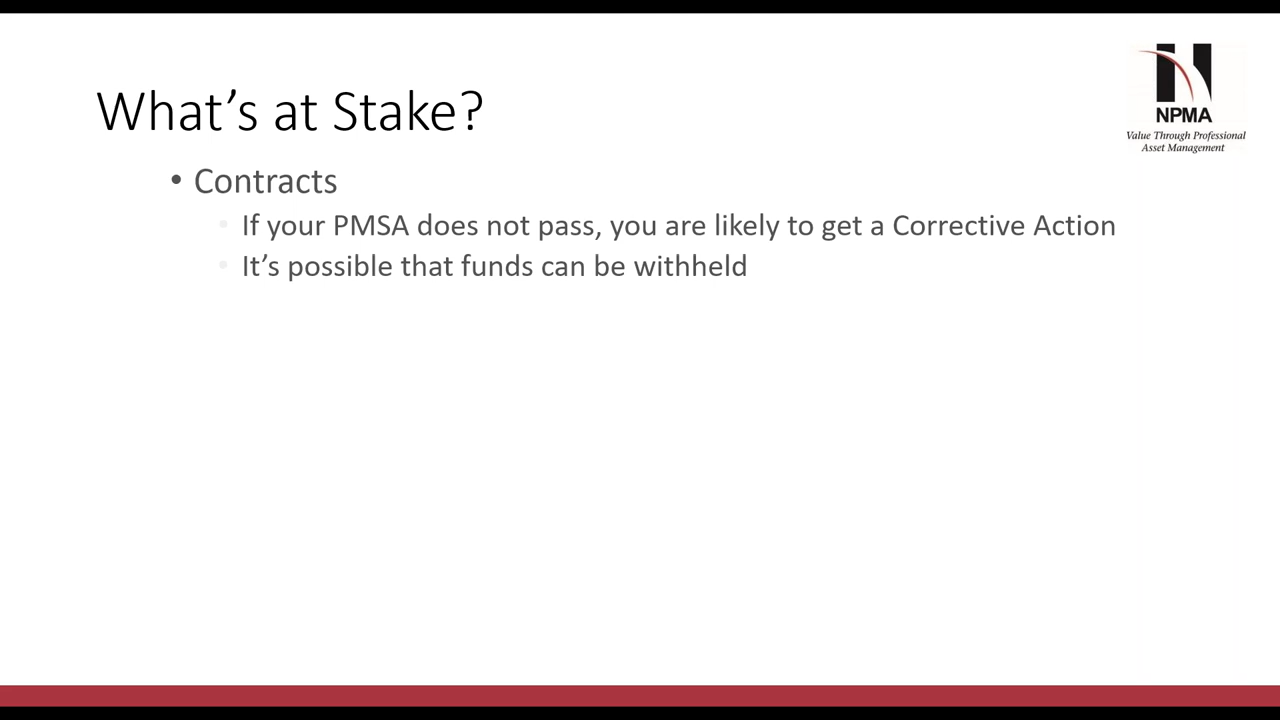 What’s at Stake?
NPMA
Value Through Professional
Asset Management
• Contracts
• If your PMSA does not pass, you are likely to get a Corrective Action
• It’s possible that funds can be withheld